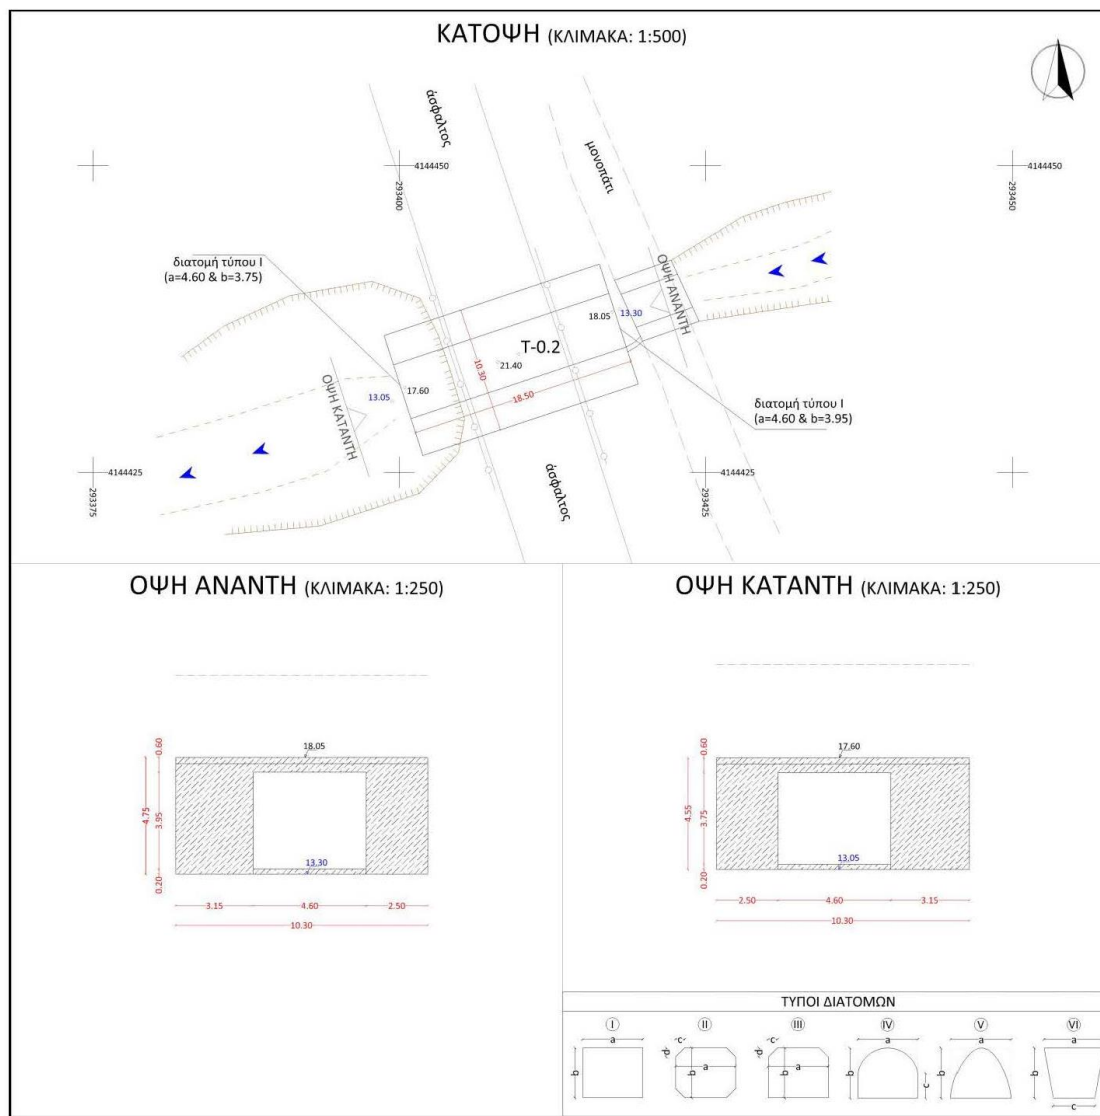 ΚΑΤΟΨΗ (ΚΛΙΜΑΚΑ: 1:500)
άσφαλτος
μονοπάτι
4144450
293400
4144450
293450
διατομή τύπου Ι
(a=4.60 & b=3.75)
ΟΨΗ ΑΝΑΝΤΗ
18.05
13.30
T-0.2
21.40
10.30
18.50
17.60
13.05
ΟΨΗ ΚΑΤΑΝΤΗ
διατομή τύπου Ι
(a=4.60 & b=3.95)
άσφαλτος
4144425
293375
4144425
293425
ΟΨΗ ΑΝΑΝΤΗ (ΚΛΙΜΑΚΑ: 1:250)
18.05
0.60
4.75
3.95
0.20
13.30
3.15
4.60
2.50
10.30
ΟΨΗ ΚΑΤΑΝΤΗ (ΚΛΙΜΑΚΑ: 1:250)
17.60
0.60
4.55
3.75
0.20
13.05
2.50
4.60
3.15
10.30
ΤΥΠΟΙ ΔΙΑΤΟΜΩΝ
I II III IV V VI
a
b
c
d
b
a
c
d
b
a
a
b
c
a
b
a
b
c